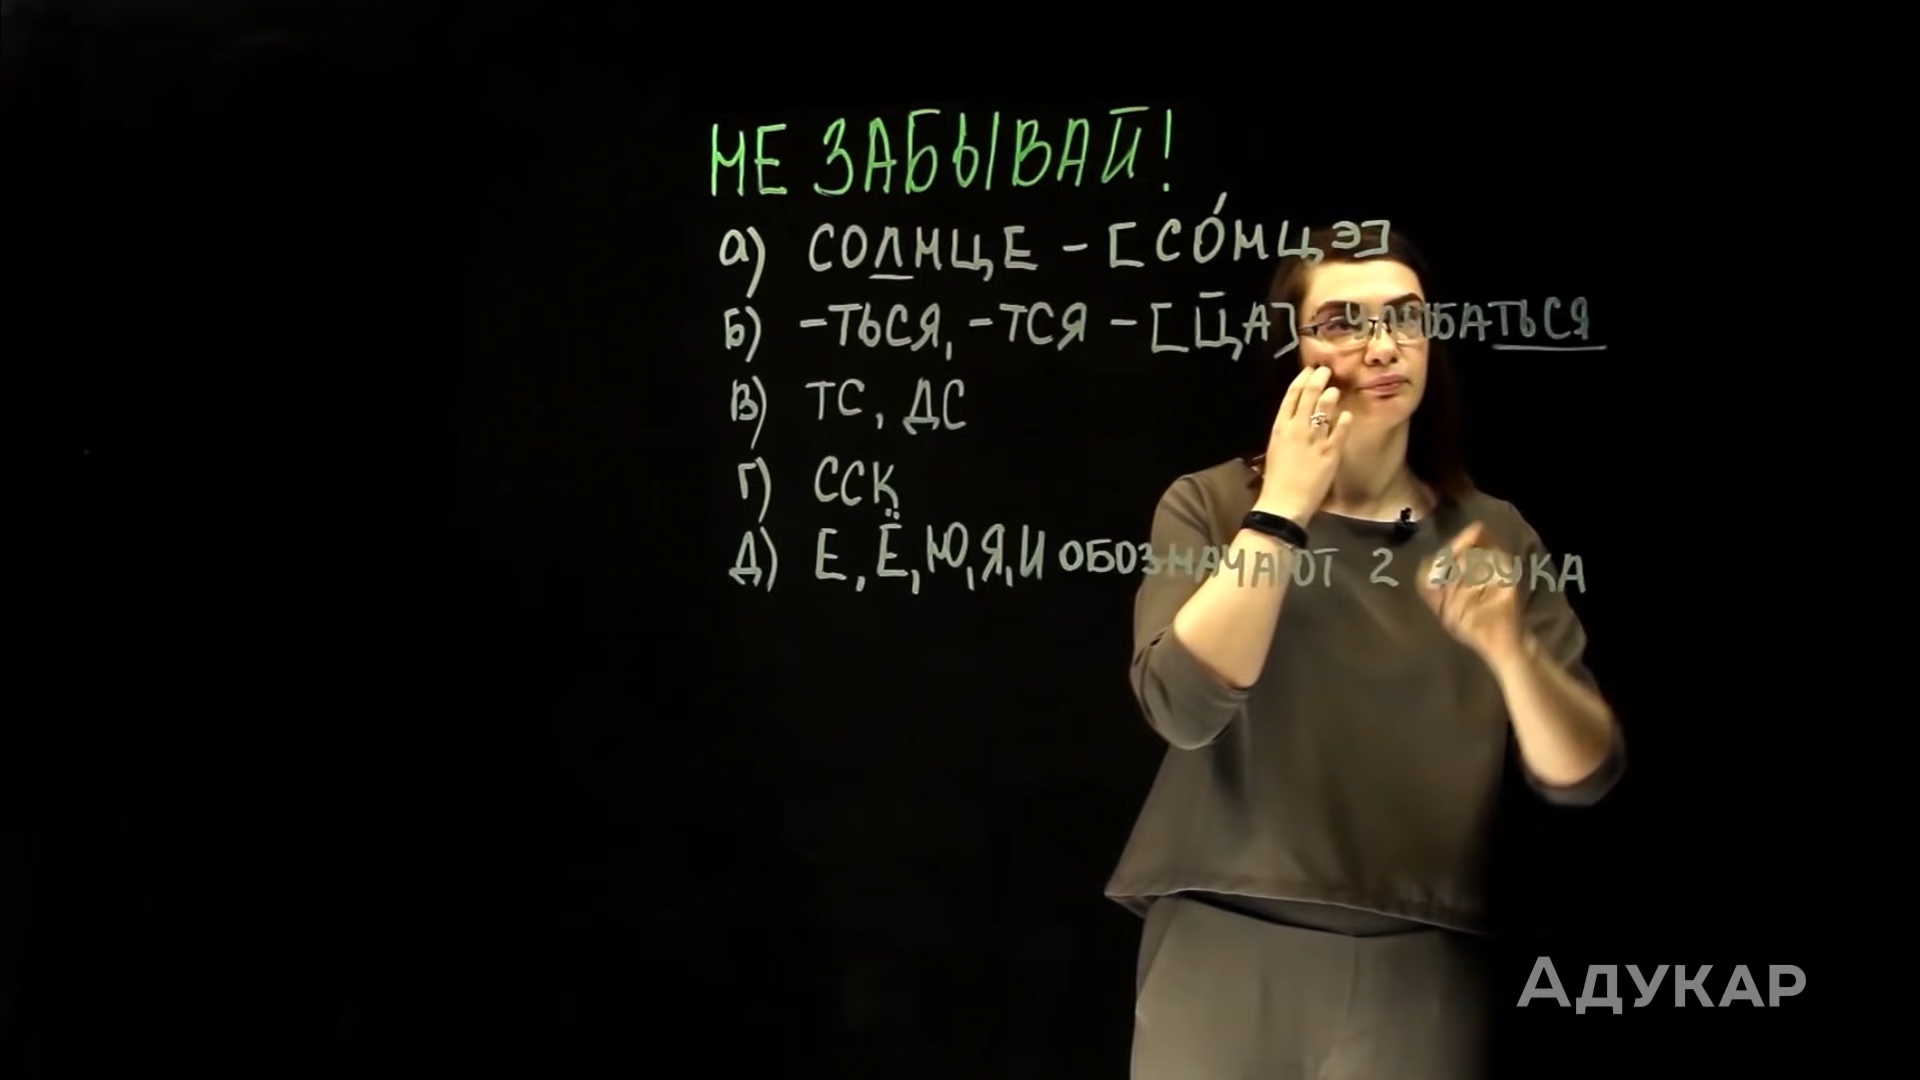 НЕ ЗАБЫВАЙ!
а) СОЛНЦЕ - [СО́НЦЭ]
Б) -ТЬСЯ, -ТСЯ - [Ц̄А] УЛЫБАТЬСЯ
В) ТС, ДС
Г) ССК
Д) Е, Ё, Ю, Я, И ОБОЗНАЧАЮТ 2 ЗВУКА
АДУКАР